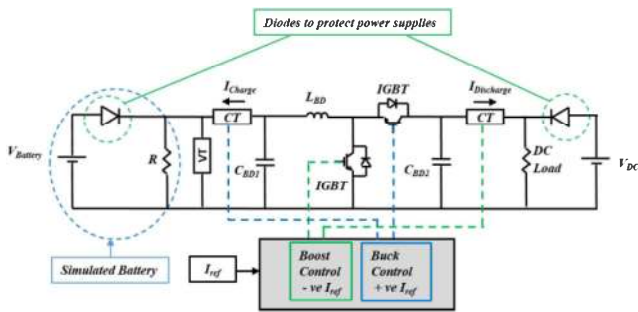 Diodes to protect power supplies
I_Charge
L_BD
IGBT
I_Discharge
CT
CT
V_Battery
R
VT
C_BD1
IGBT
C_BD2
DC
Load
V_DC
Simulated Battery
I_ref
Boost
Control
- ve I_ref
Buck
Control
+ ve I_ref